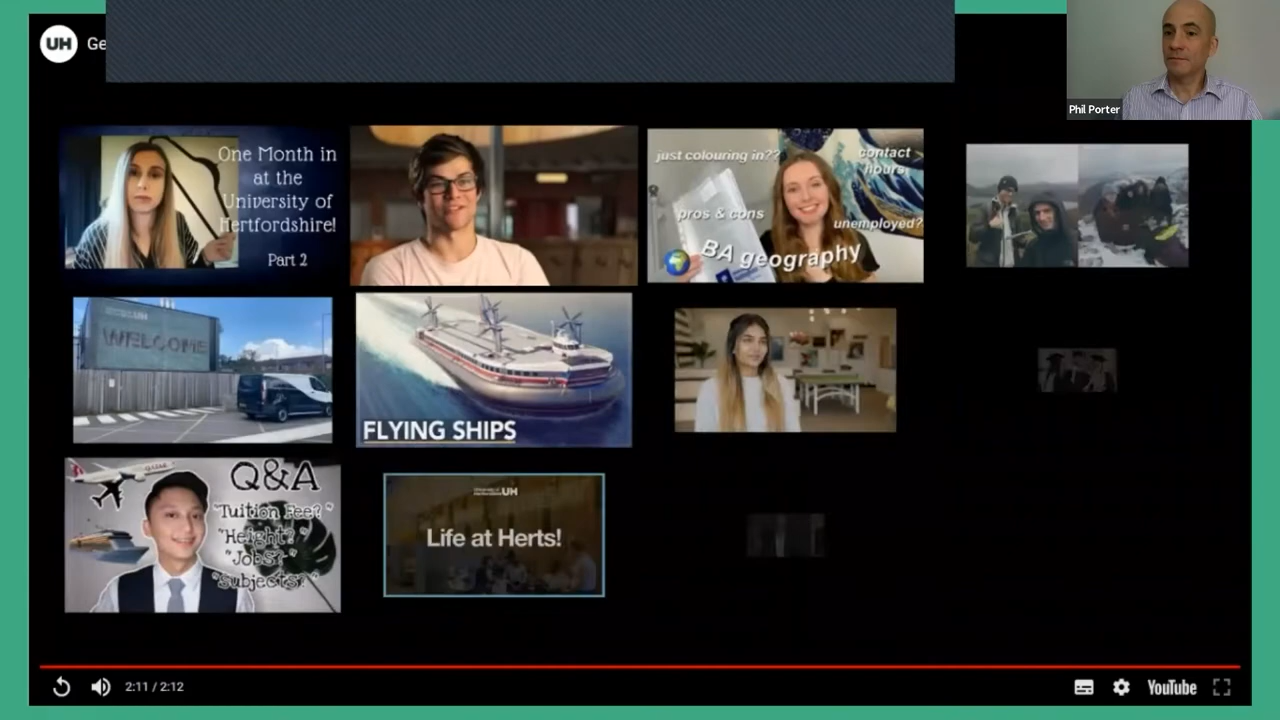 UH Ge
Phil Porter
One Month in
at the
University of
Hertfordshire!
Part 2
just colouring in??
contact
hours
pros & cons
unemployed?
BA geography
UH
WELCOME
FLYING SHIPS
Q&A
"Tuition Fee?"
"Height?"
"Jobs?"
"Subjects?"
UH
Life at Herts!
2:11 / 2:12
YouTube